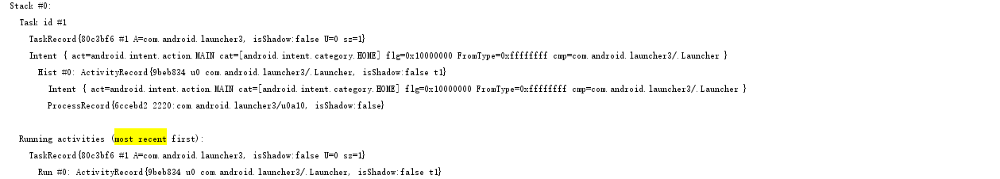 Stack #0:
Task id #1
TaskRecord{80c3bf6 #1 A=com.android.launcher3, isShadow:false U=0 sz=1}
Intent { act=android.intent.action.MAIN cat=[android.intent.category.HOME] flg=0x10000000 FromType=0xffffffff cmp=com.android.launcher3/.Launcher }
Hist #0: ActivityRecord{9beb834 u0 com.android.launcher3/.Launcher, isShadow:false t1}
Intent { act=android.intent.action.MAIN cat=[android.intent.category.HOME] flg=0x10000000 FromType=0xffffffff cmp=com.android.launcher3/.Launcher }
ProcessRecord{6ccebd2 2220:com.android.launcher3/u0a10, isShadow:false}
Running activities (most recent first):
TaskRecord{80c3bf6 #1 A=com.android.launcher3, isShadow:false U=0 sz=1}
Run #0: ActivityRecord{9beb834 u0 com.android.launcher3/.Launcher, isShadow:false t1}